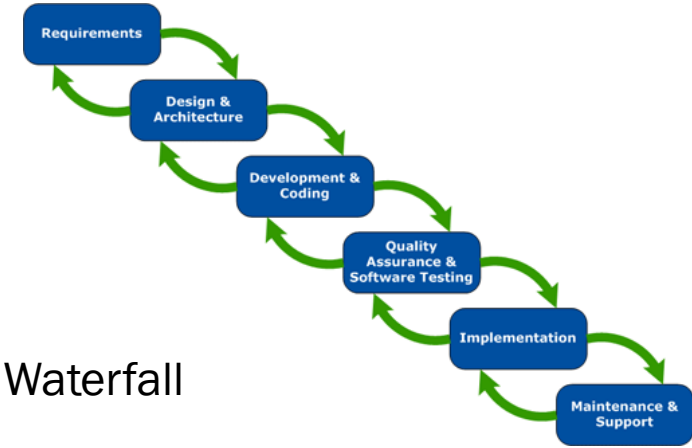 Requirements
Design &
Architecture
Development &
Coding
Quality
Assurance &
Software Testing
Implementation
Maintenance &
Support
Waterfall